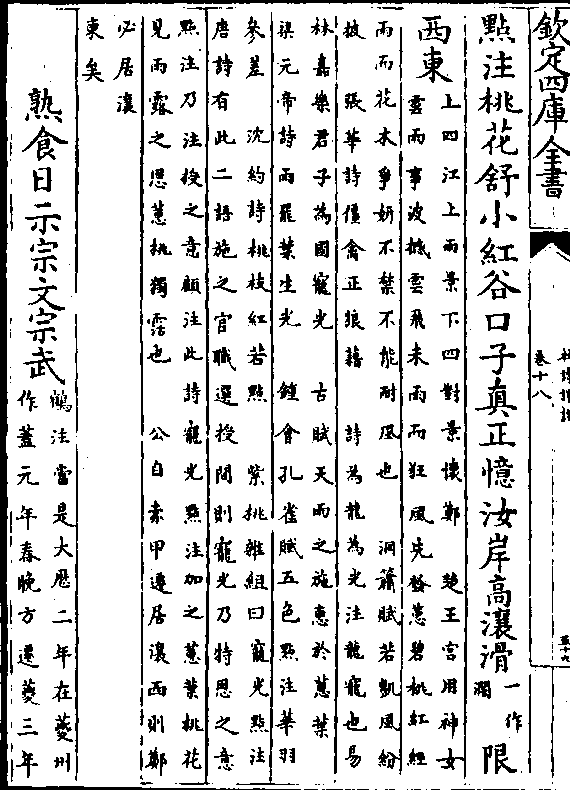 欽定四庫全書
卷十八
點注桃花舒小紅谷口子真正憶汝岸高瀼滑一作濶限
西東
上四江上雨景下四對景懷鄭　楚王宮用神女
雲雨事波撼雲飛未雨而狂風先發蕙碧桃紅經
雨而花木爭妍不禁不能耐風也　洞簫賦若凱風紛
披　張華詩僵禽正狼藉　詩為龍為光注龍寵也易
林嘉樂君子為國寵光　古賦天雨之施惠於蕙葉
梁元帝詩雨罷葉生光　鍾會孔雀賦五色點注華羽
參差　沈約詩桃枝紅若點　紫桃雜組曰寵光點注
唐詩有此二語施之官職選授間則寵光乃特恩之意
點注乃注授之意顧注此詩寵光點注加之蕙葉桃花
見雨露之恩蕙桃獨霑也　公自赤甲遷居瀼西則鄭
必居瀼
東矣
熟食日示宗文宗武
鶴注當是大厯二年在夔州
作蓋元年春晚方遷夔三年